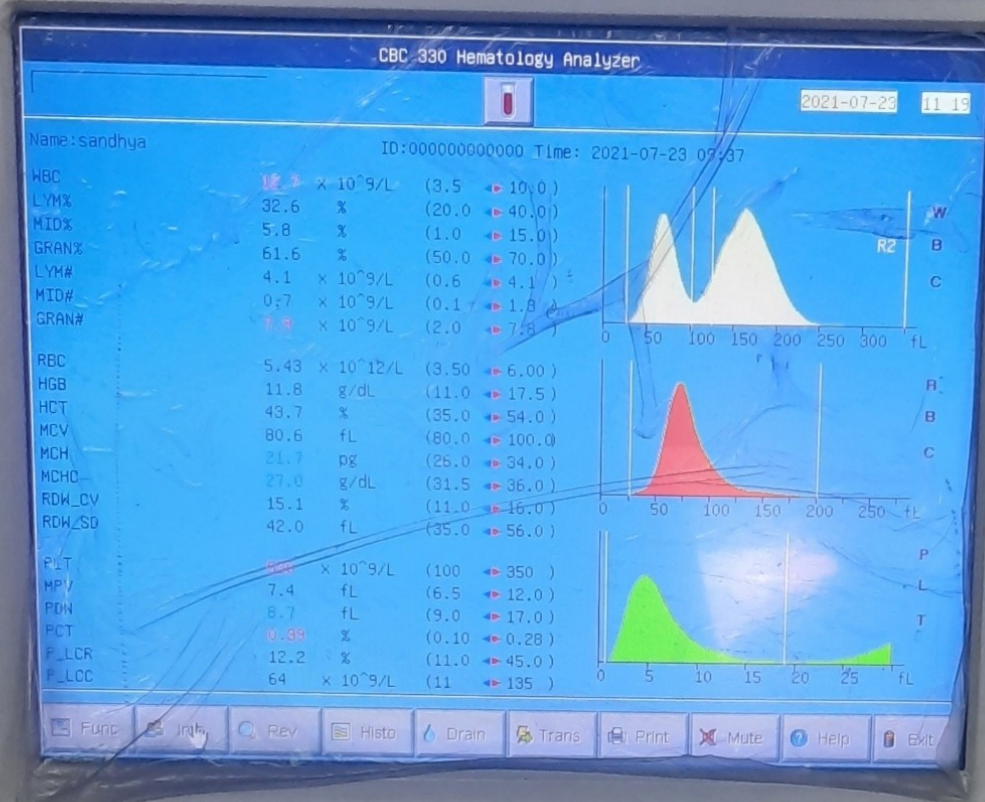 CBC 330 Hematology Analyzer
2021-07-23 11 19
Name:sandhya ID:000000000000 Time: 2021-07-23 09:37
WBC × 10^9/L (3.5 10.0)
LYM% 32.6 % (20.0 40.0)
MID% 5.8 % (1.0 15.0)
GRAN% 61.6 % (50.0 70.0)
LYM# 4.1 × 10^9/L (0.6 4.1)
MID# 0.7 × 10^9/L (0.1 1.8)
GRAN# × 10^9/L (2.0 7.8)
R2
W
B
C
0 50 100 150 200 250 300 fL
RBC 5.43 × 10^12/L (3.50 6.00)
HGB 11.8 g/dL (11.0 17.5)
HCT 43.7 % (35.0 54.0)
MCV 80.6 fL (80.0 100.0)
MCH 21.7 pg (26.0 34.0)
MCHC 27.0 g/dL (31.5 36.0)
RDW_CV 15.1 % (11.0 16.0)
RDW_SD 42.0 fL (35.0 56.0)
R
B
C
0 50 100 150 200 250 fL
PLT × 10^9/L (100 350)
MPV 7.4 fL (6.5 12.0)
PDW 8.7 fL (9.0 17.0)
PCT % (0.10 0.28)
P_LCR 12.2 % (11.0 45.0)
P_LCC 64 × 10^9/L (11 135)
P
L
T
0 5 10 15 20 25 fL
Func Rev Histo Drain Trans Print Mute Help Exit